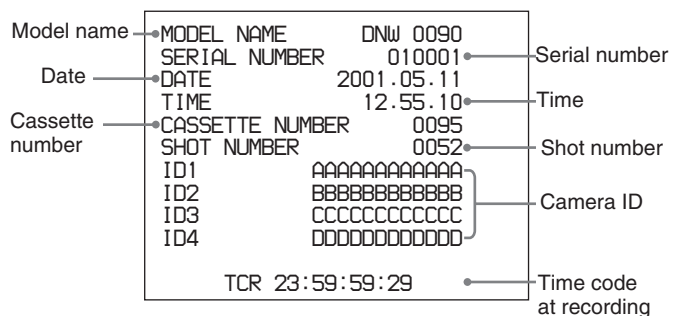 Model name
MODEL NAME DNW 0090
SERIAL NUMBER 010001
Serial number
Date
DATE 2001.05.11
TIME 12.55.10
Time
Cassette number
CASSETTE NUMBER 0095
SHOT NUMBER 0052
Shot number
ID1 AAAAAAAAAAAA
ID2 BBBBBBBBBBBB
ID3 CCCCCCCCCCCC
ID4 DDDDDDDDDDDD
Camera ID
TCR 23:59:59:29
Time code
at recording